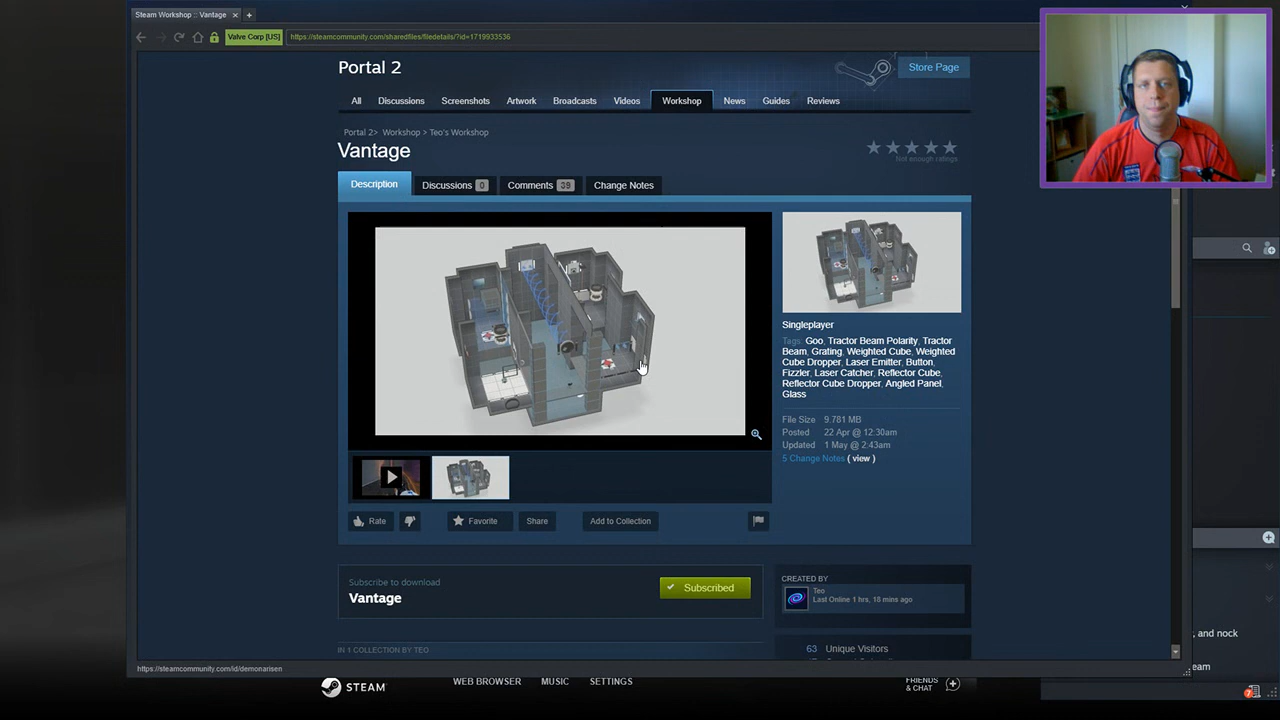 Steam Workshop :: Vantage
Valve Corp [US]
https://steamcommunity.com/sharedfiles/filedetails/?id=1719933536
Portal 2
Store Page
All Discussions Screenshots Artwork Broadcasts Videos Workshop News Guides Reviews
Portal 2> Workshop > Teo's Workshop
Vantage
Not enough ratings
Description Discussions 0 Comments 39 Change Notes
Singleplayer
Tags: Goo, Tractor Beam Polarity, Tractor
Beam, Grating, Weighted Cube, Weighted
Cube Dropper, Laser Emitter, Button,
Fizzler, Laser Catcher, Reflector Cube,
Reflector Cube Dropper, Angled Panel,
Glass
File Size 9.781 MB
Posted 22 Apr @ 12:30am
Updated 1 May @ 2:43am
5 Change Notes ( view )
Rate Favorite Share Add to Collection
Subscribe to download
Vantage
Subscribed
CREATED BY
Teo
Last Online 1 hrs, 18 mins ago
IN 1 COLLECTION BY TEO
63 Unique Visitors
, and nock
eam
https://steamcommunity.com/id/demonarisen
STEAM
WEB BROWSER MUSIC SETTINGS
FRIENDS
& CHAT
7